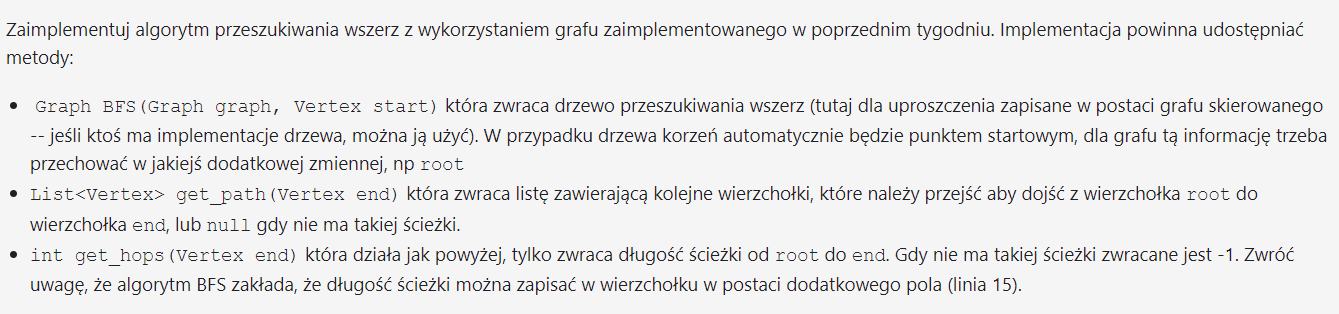 Zaimplementuj algorytm przeszukiwania wszerz z wykorzystaniem grafu zaimplementowanego w poprzednim tygodniu. Implementacja powinna udostępniać
metody:
• Graph BFS(Graph graph, Vertex start) która zwraca drzewo przeszukiwania wszerz (tutaj dla uproszczenia zapisane w postaci grafu skierowanego
-- jeśli ktoś ma implementacje drzewa, można ją użyć). W przypadku drzewa korzeń automatycznie będzie punktem startowym, dla grafu tą informację trzeba
przechować w jakiejś dodatkowej zmiennej, np root
• List<Vertex> get_path(Vertex end) która zwraca listę zawierającą kolejne wierzchołki, które należy przejść aby dojść z wierzchołka root do
wierzchołka end, lub null gdy nie ma takiej ścieżki.
• int get_hops(Vertex end) która działa jak powyżej, tylko zwraca długość ścieżki od root do end. Gdy nie ma takiej ścieżki zwracane jest -1. Zwróć
uwagę, że algorytm BFS zakłada, że długość ścieżki można zapisać w wierzchołku w postaci dodatkowego pola (linia 15).